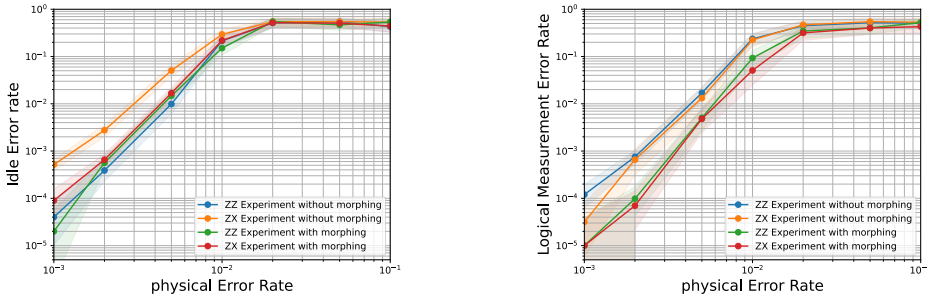 10⁰
10⁻¹
10⁻²
10⁻³
10⁻⁴
10⁻⁵
Idle Error rate
ZZ Experiment without morphing
ZX Experiment without morphing
ZZ Experiment with morphing
ZX Experiment with morphing
10⁻³
10⁻²
10⁻¹
physical Error Rate
10⁰
10⁻¹
10⁻²
10⁻³
10⁻⁴
10⁻⁵
Logical Measurement Error Rate
ZZ Experiment without morphing
ZX Experiment without morphing
ZZ Experiment with morphing
ZX Experiment with morphing
10⁻³
10⁻²
10⁻¹
physical Error Rate